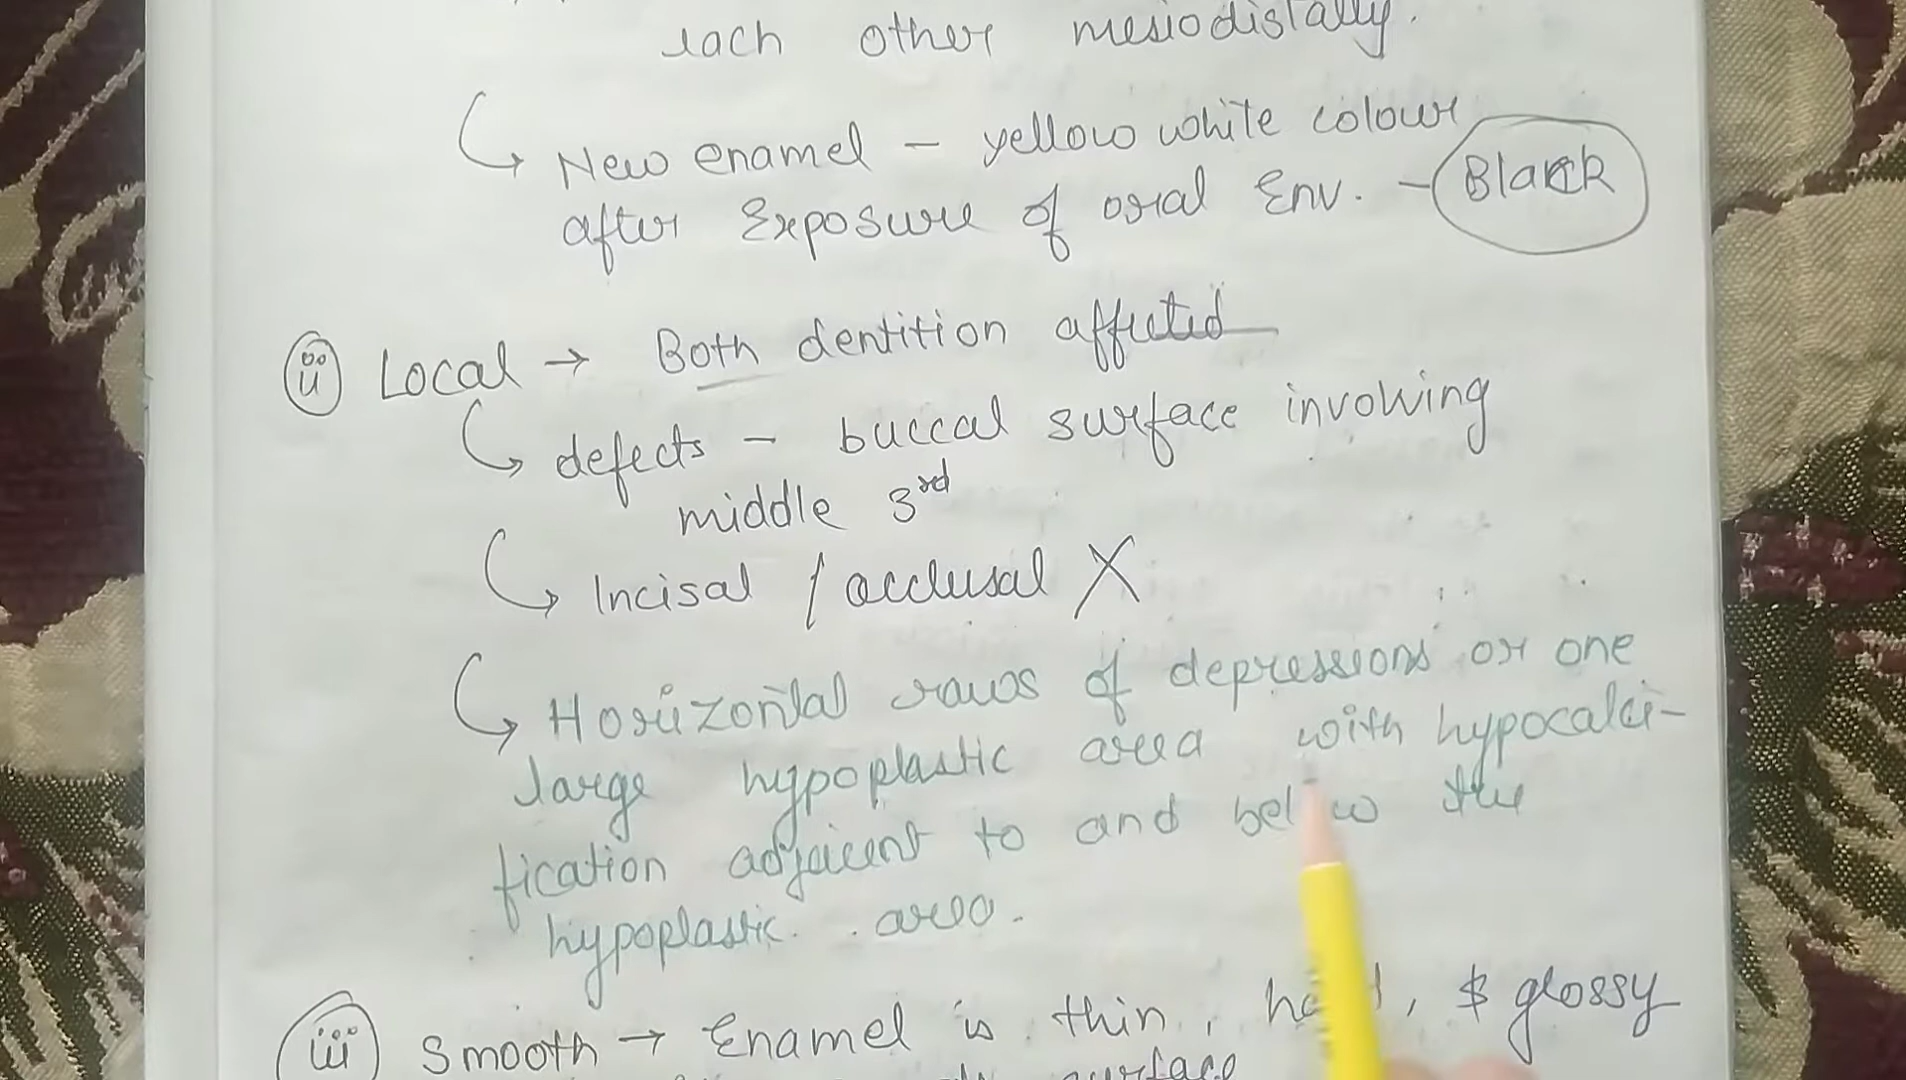 each other mesiodistally.
New enamel - yellow white colour
after Exposure of oral Env. - Black
(ii) Local → Both dentition affected
defects - buccal surface involving
middle 3rd
Incisal / occlusal X
Horizontal rows of depressions or one
large hypoplastic area with hypocalci-
fication adjacent to and below the
hypoplastic area.
(iii) Smooth → Enamel is thin, hard, & glossy
surface